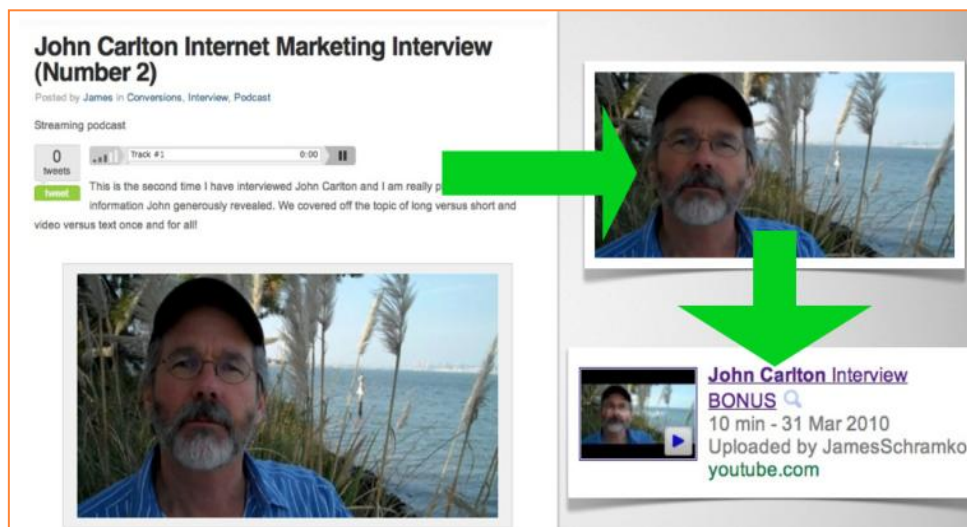 John Carlton Internet Marketing Interview
(Number 2)
Posted by James in Conversions, Interview, Podcast
Streaming podcast
0
tweets
tweet
Track #1
0:00
This is the second time I have interviewed John Carlton and I am really
information John generously revealed. We covered off the topic of long versus short and
video versus text once and for all!
John Carlton Interview
BONUS
10 min - 31 Mar 2010
Uploaded by JamesSchramko
youtube.com